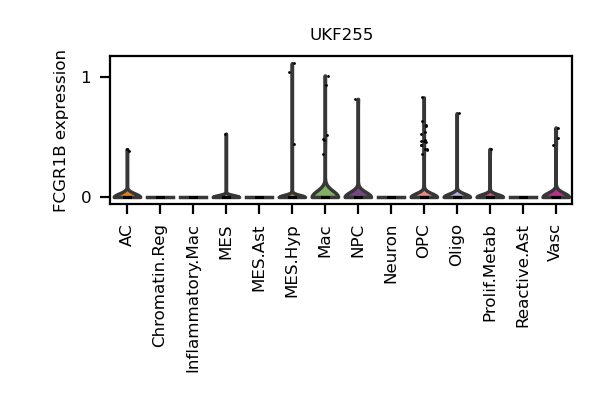 UKF255
FCGR1B expression
1
0
AC
Chromatin.Reg
Inflammatory.Mac
MES
MES.Ast
MES.Hyp
Mac
NPC
Neuron
OPC
Oligo
Prolif.Metab
Reactive.Ast
Vasc